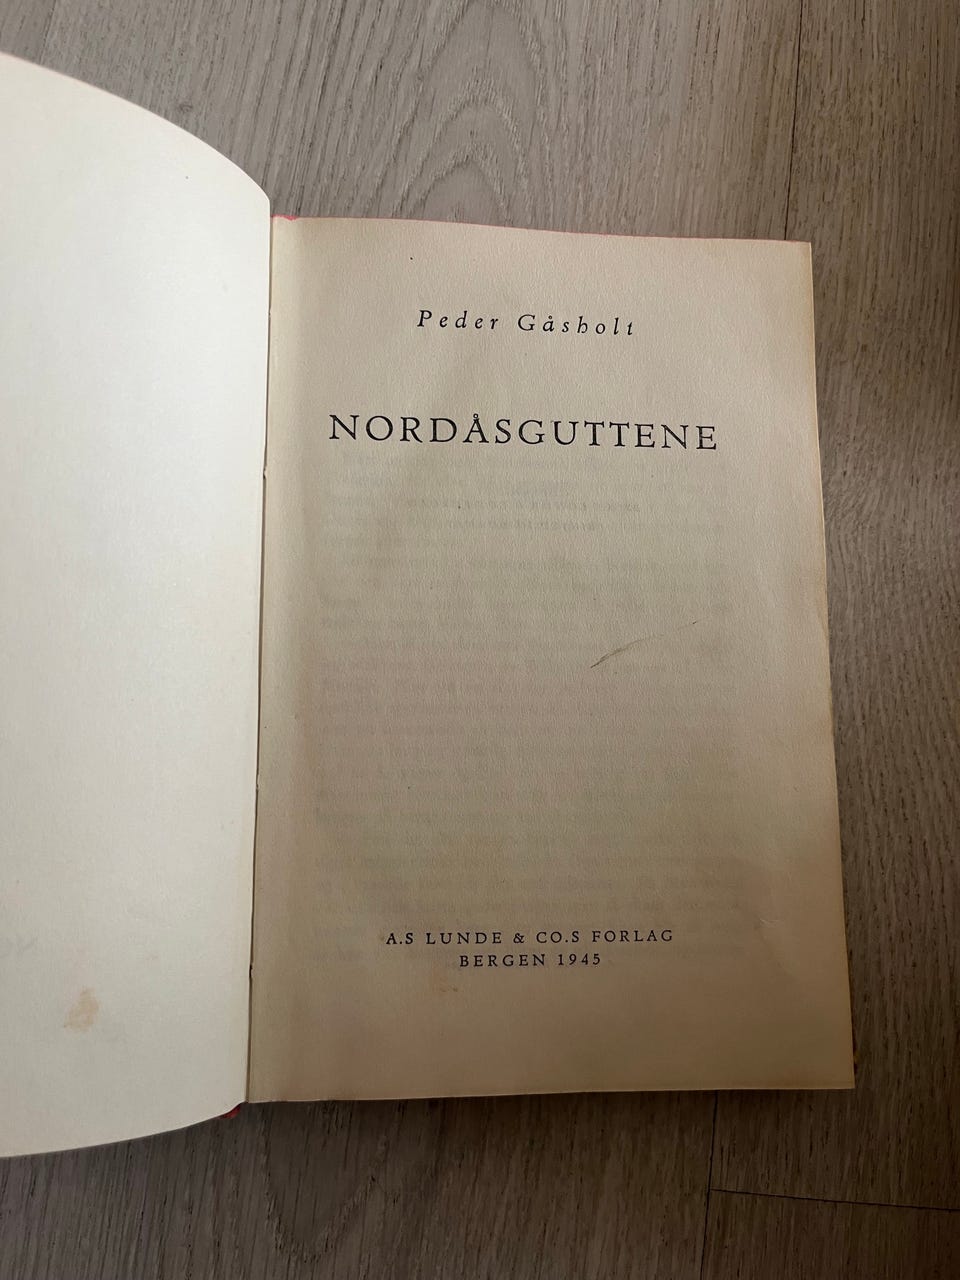 Peder Gåsholt
NORDÅSGUTTENE
A.S LUNDE & CO.S FORLAG
BERGEN 1945